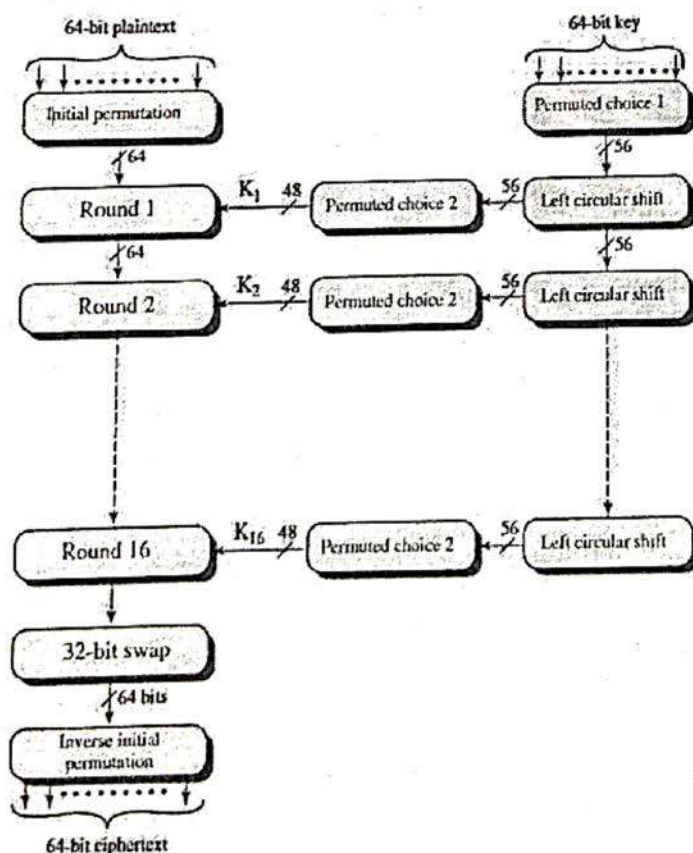 64-bit plaintext
64-bit key
Initial permutation
Permuted choice 1
64
56
Round 1
K1
48
Permuted choice 2
56
Left circular shift
64
56
Round 2
K2
48
Permuted choice 2
56
Left circular shift
Round 16
K16
48
Permuted choice 2
56
Left circular shift
32-bit swap
64 bits
Inverse initial
permutation
64-bit ciphertext